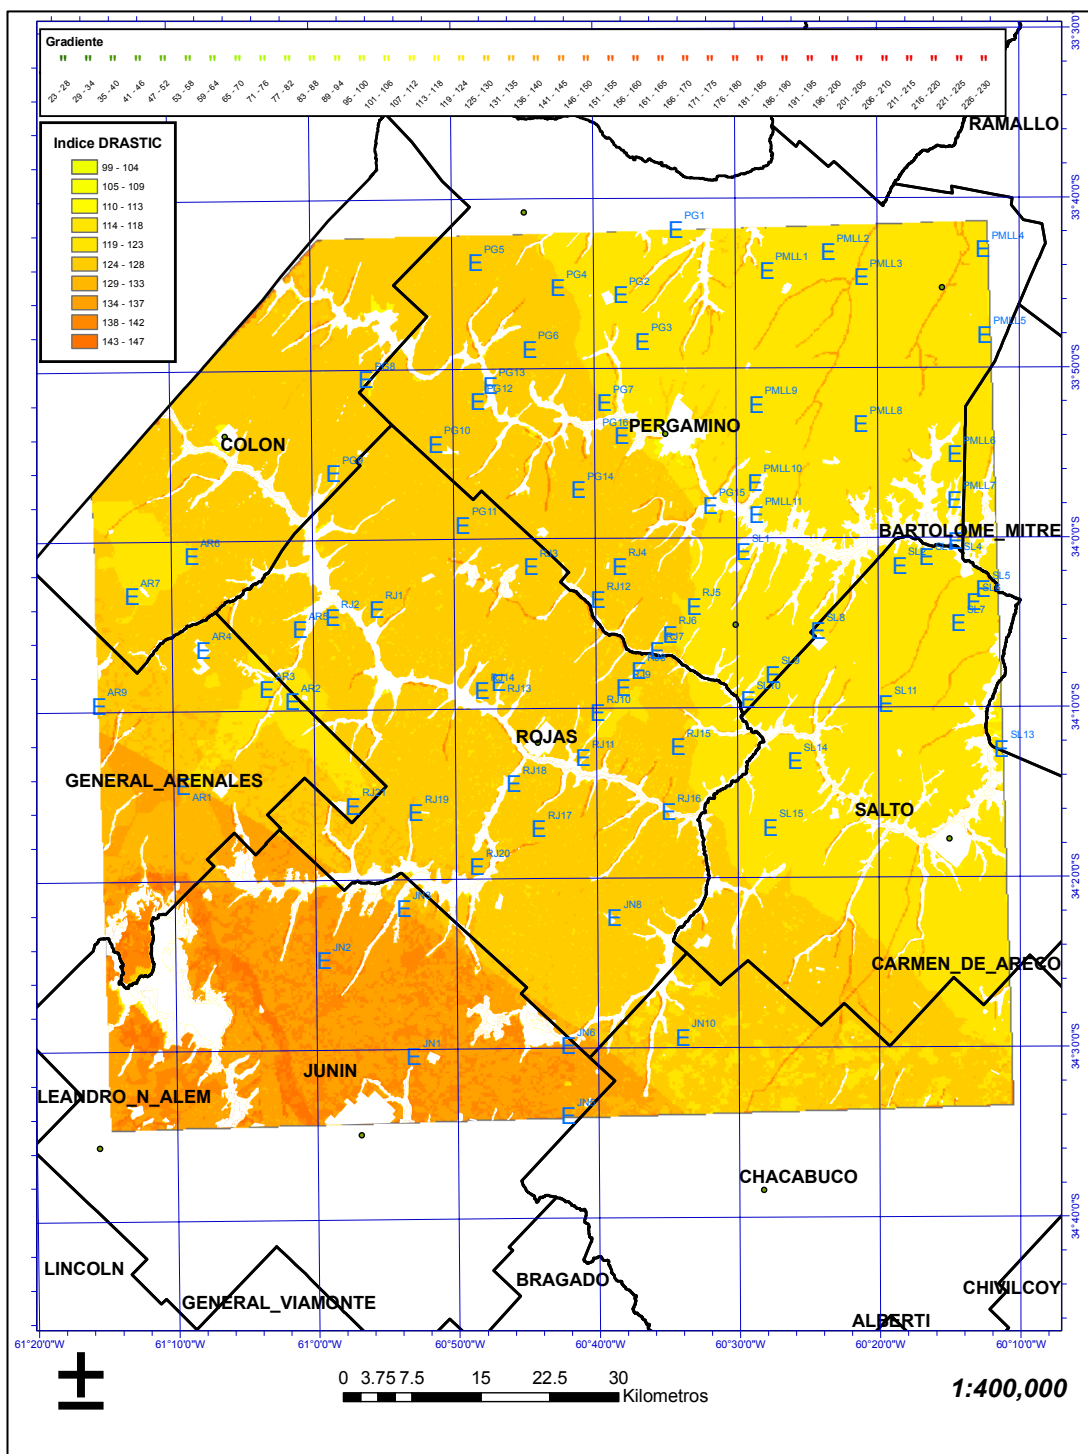 Gradiente
23 - 28
29 - 34
35 - 40
41 - 46
47 - 52
53 - 58
59 - 64
65 - 70
71 - 76
77 - 82
83 - 88
89 - 94
95 - 100
101 - 106
107 - 112
113 - 118
119 - 124
125 - 130
131 - 135
136 - 140
141 - 145
146 - 150
151 - 155
156 - 160
161 - 165
166 - 170
171 - 175
176 - 180
181 - 185
186 - 190
191 - 195
196 - 200
201 - 205
206 - 210
211 - 215
216 - 220
221 - 225
226 - 230
Indice DRASTIC
99 - 104
105 - 109
110 - 113
114 - 118
119 - 123
124 - 128
129 - 133
134 - 137
138 - 142
143 - 147
RAMALLO
PG1
PMLL2
PMLL4
PG5
PMLL1
PMLL3
PG4
PG2
PMLL5
PG3
PG6
PG8
PG13
PG12
PG7
PMLL9
PMLL8
PERGAMINO
COLON
PG10
PG16
PMLL6
PG9
PG14
PMLL10
PMLL7
PG15
PMLL11
PG11
BARTOLOME_MITRE
AR6
RJ3
RJ4
SL1
SL2
SL3
SL4
SL5
SL6
AR7
RJ1
RJ2
RJ12
RJ5
SL7
AR5
RJ6
SL8
AR4
RJ7
RJ8
RJ9
SL9
AR3
AR2
RJ14
RJ13
SL10
SL11
AR9
RJ10
ROJAS
RJ11
RJ15
SL14
SL13
GENERAL_ARENALES
AR1
RJ18
RJ21
RJ19
RJ16
SALTO
RJ17
SL15
RJ20
JN3
JN8
JN2
CARMEN_DE_ARECO
JN6
JN10
JN1
JUNIN
LEANDRO_N_ALEM
CHACABUCO
LINCOLN
BRAGADO
CHIVILCOY
GENERAL_VIAMONTE
ALBERTI
33°30'0"S
33°40'0"S
33°50'0"S
34°0'0"S
34°10'0"S
34°20'0"S
34°30'0"S
34°40'0"S
61°20'0"W
61°10'0"W
61°0'0"W
60°50'0"W
60°40'0"W
60°30'0"W
60°20'0"W
60°10'0"W
0 3.75 7.5 15 22.5 30
Kilometros
1:400,000